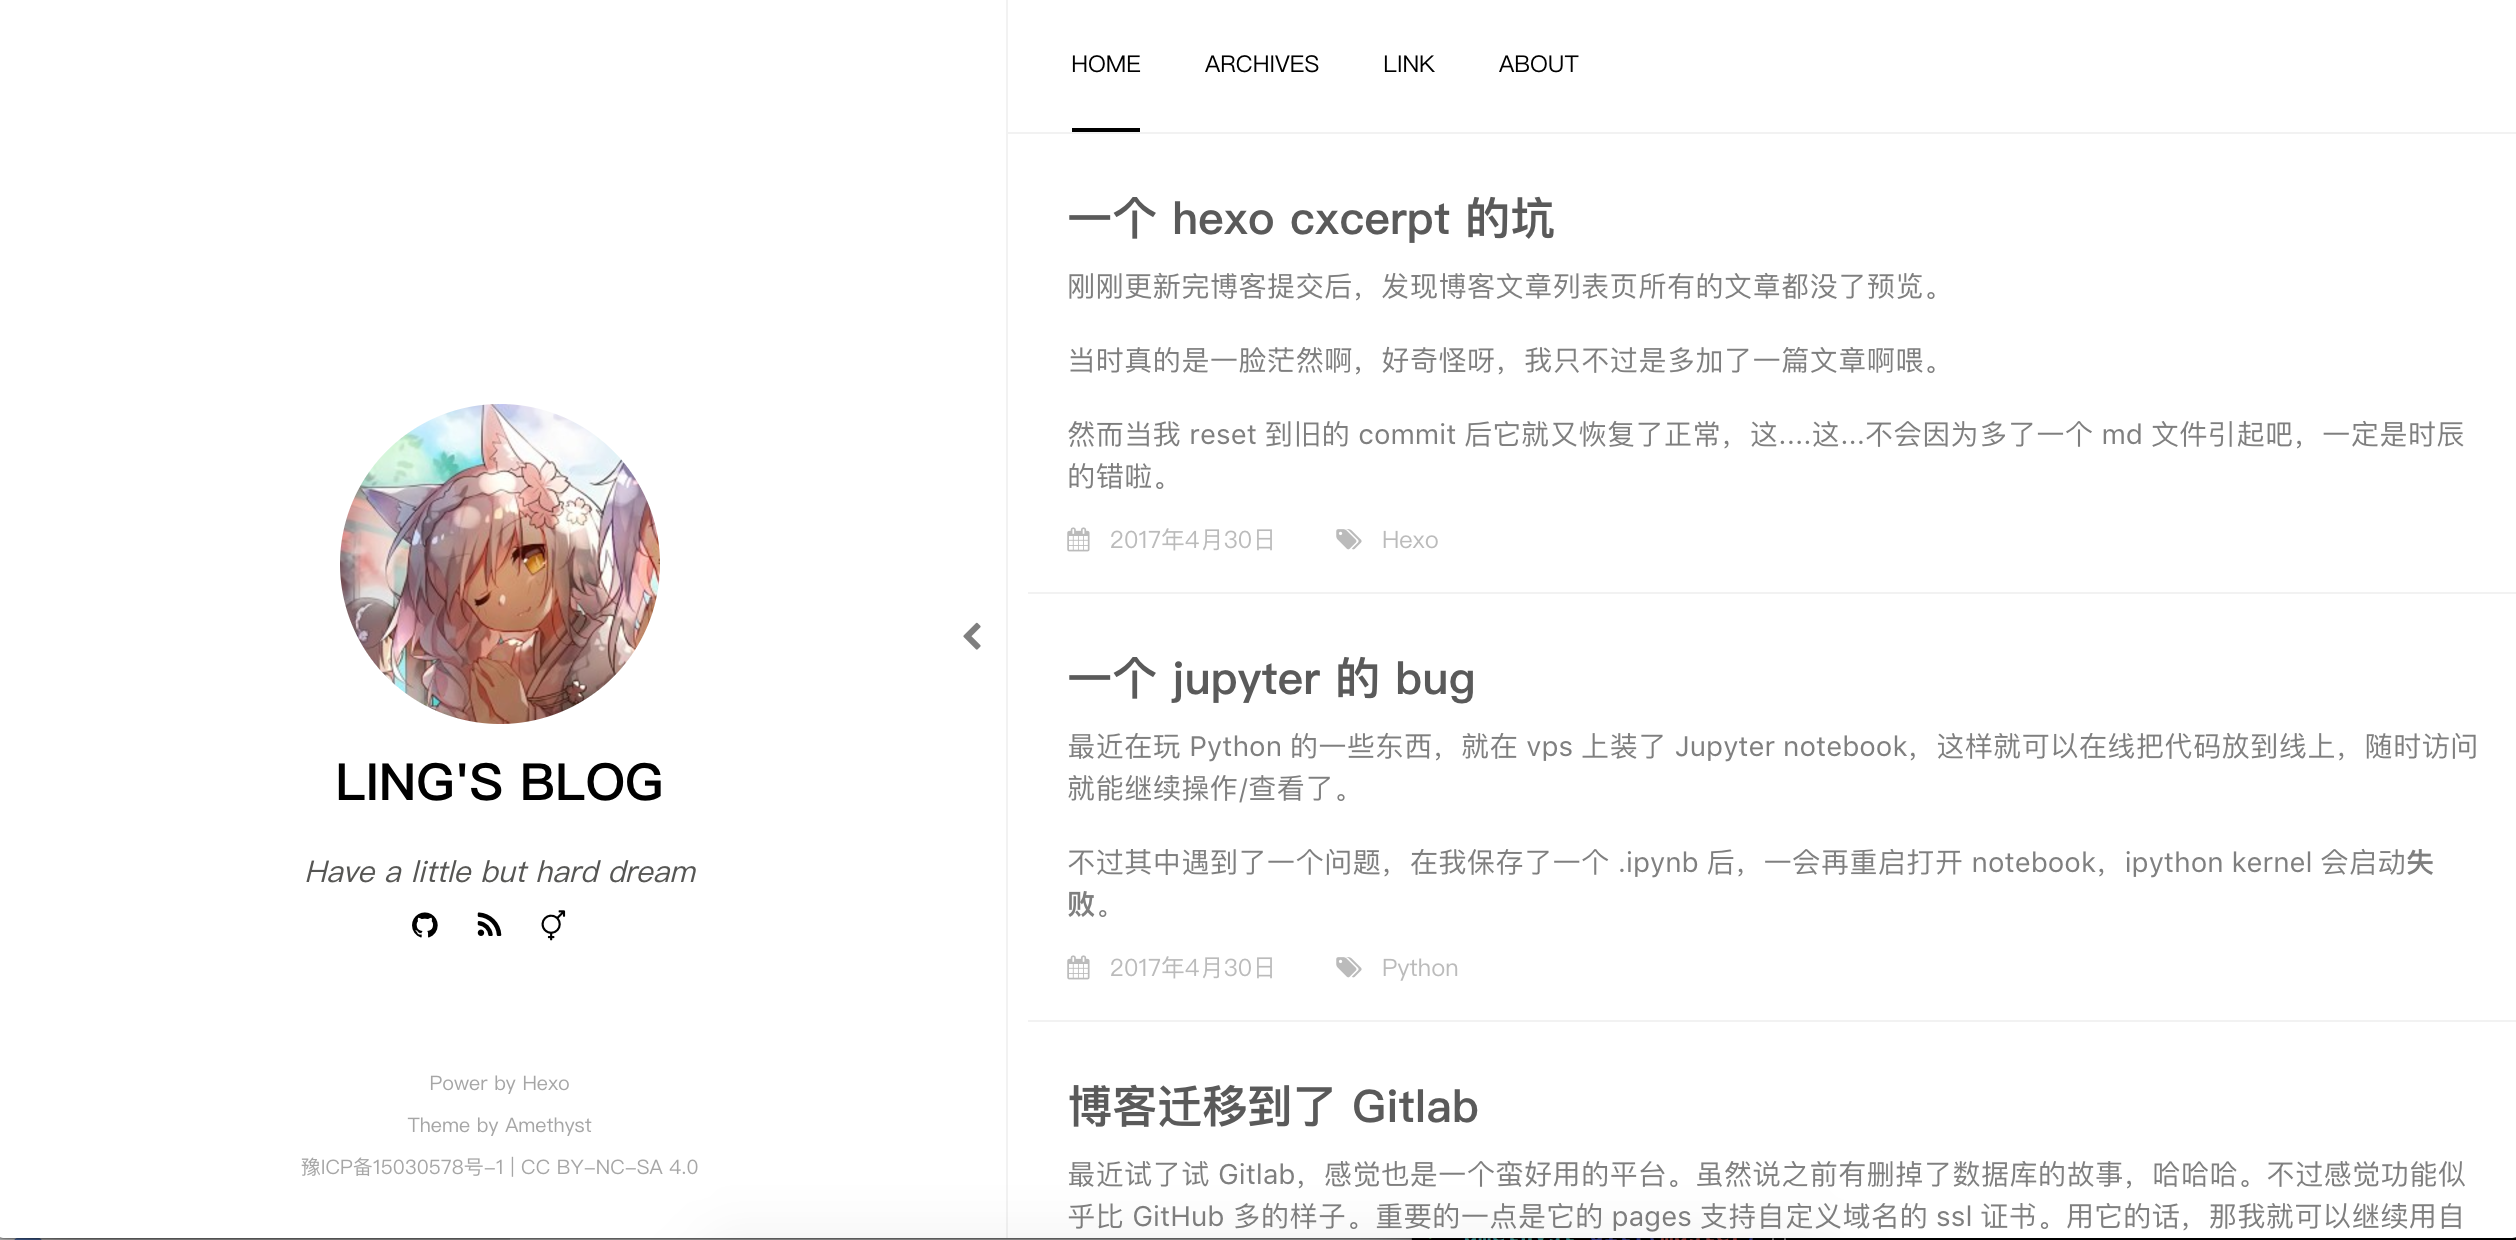 HOME ARCHIVES LINK ABOUT
一个 hexo cxcerpt 的坑
刚刚更新完博客提交后，发现博客文章列表页所有的文章都没了预览。
当时真的是一脸茫然啊，好奇怪呀，我只不过是多加了一篇文章啊喂。
然而当我 reset 到旧的 commit 后它就又恢复了正常，这....这...不会因为多了一个 md 文件引起吧，一定是时辰
的错啦。
2017年4月30日 Hexo
一个 jupyter 的 bug
最近在玩 Python 的一些东西，就在 vps 上装了 Jupyter notebook，这样就可以在线把代码放到线上，随时访问
就能继续操作/查看了。
不过其中遇到了一个问题，在我保存了一个 .ipynb 后，一会再重启打开 notebook，ipython kernel 会启动失
败。
2017年4月30日 Python
博客迁移到了 Gitlab
最近试了试 Gitlab，感觉也是一个蛮好用的平台。虽然说之前有删掉了数据库的故事，哈哈哈。不过感觉功能似
乎比 GitHub 多的样子。重要的一点是它的 pages 支持自定义域名的 ssl 证书。用它的话，那我就可以继续用自
LING'S BLOG
Have a little but hard dream
Power by Hexo
Theme by Amethyst
豫ICP备15030578号-1 | CC BY-NC-SA 4.0